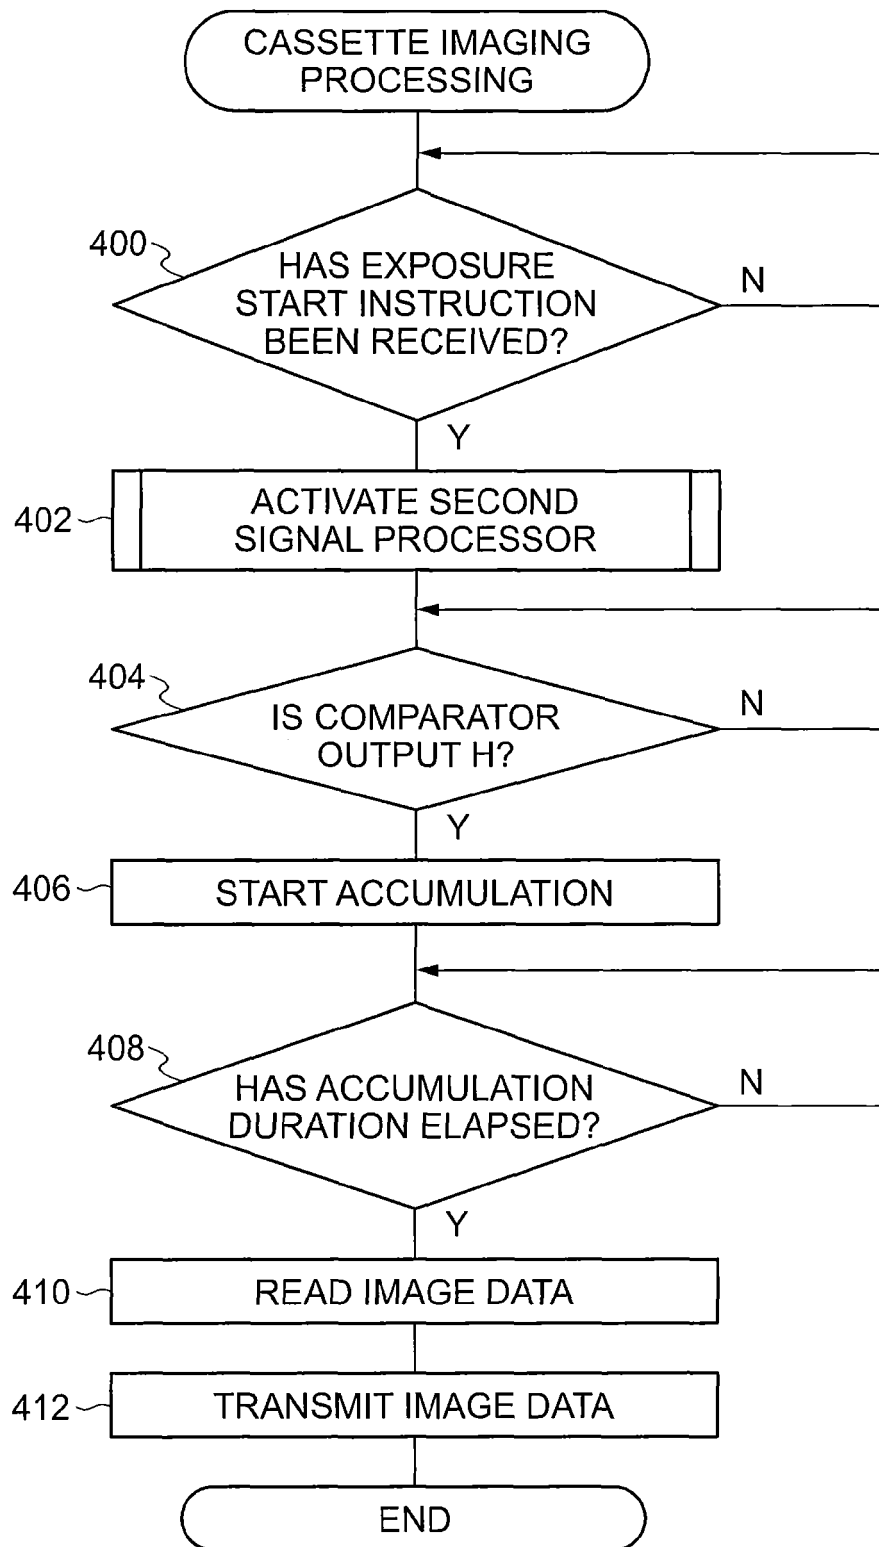 CASSETTE IMAGING
PROCESSING
400
HAS EXPOSURE
START INSTRUCTION
BEEN RECEIVED?
N
Y
402
ACTIVATE SECOND
SIGNAL PROCESSOR
404
IS COMPARATOR
OUTPUT H?
N
Y
406
START ACCUMULATION
408
HAS ACCUMULATION
DURATION ELAPSED?
N
Y
410
READ IMAGE DATA
412
TRANSMIT IMAGE DATA
END